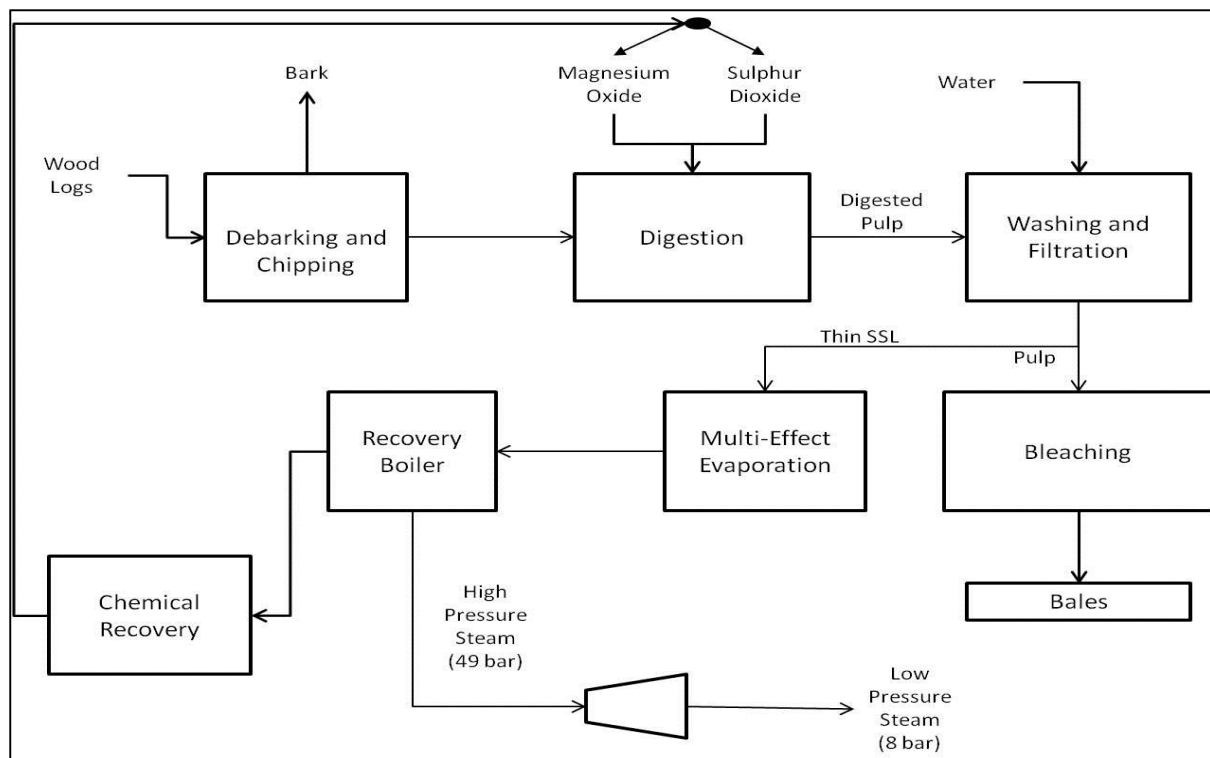 Bark
Magnesium
Oxide
Sulphur
Dioxide
Water
Wood
Logs
Debarking and
Chipping
Digestion
Digested
Pulp
Washing and
Filtration
Thin SSL
Pulp
Recovery
Boiler
Multi-Effect
Evaporation
Bleaching
Chemical
Recovery
High
Pressure
Steam
(49 bar)
Bales
Low
Pressure
Steam
(8 bar)